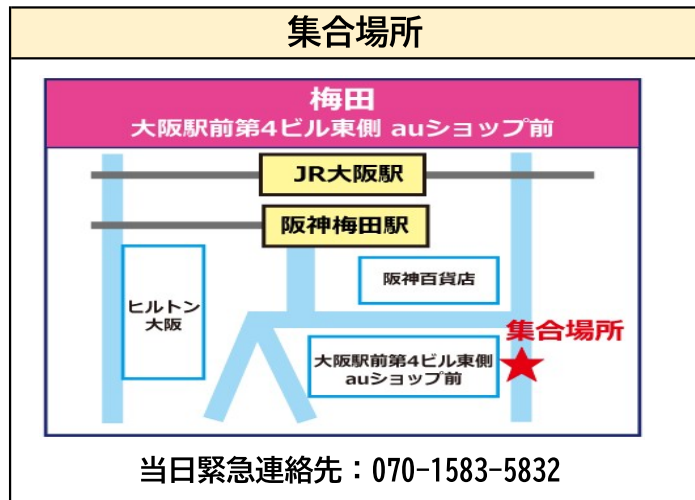 集合場所
梅田
大阪駅前第4ビル東側 auショップ前
JR大阪駅
阪神梅田駅
阪神百貨店
ヒルトン
大阪
集合場所
大阪駅前第4ビル東側
auショップ前
当日緊急連絡先：070-1583-5832